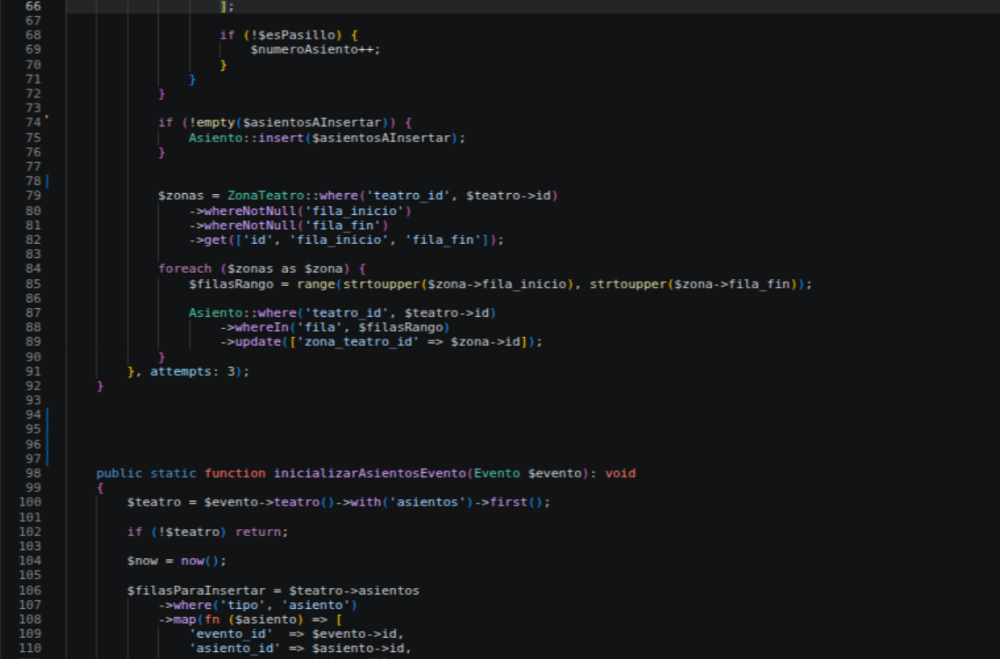 66 ];
67
68 if (!$esPasillo) {
69 $numeroAsiento++;
70 }
71 }
72 }
73
74 if (!empty($asientosAInsertar)) {
75 Asiento::insert($asientosAInsertar);
76 }
77
78
79 $zonas = ZonaTeatro::where('teatro_id', $teatro->id)
80 ->whereNotNull('fila_inicio')
81 ->whereNotNull('fila_fin')
82 ->get(['id', 'fila_inicio', 'fila_fin']);
83
84 foreach ($zonas as $zona) {
85 $filasRango = range(strtoupper($zona->fila_inicio), strtoupper($zona->fila_fin));
86
87 Asiento::where('teatro_id', $teatro->id)
88 ->whereIn('fila', $filasRango)
89 ->update(['zona_teatro_id' => $zona->id]);
90 }
91 }, attempts: 3);
92 }
93
94
95
96
97
98 public static function inicializarAsientosEvento(Evento $evento): void
99 {
100 $teatro = $evento->teatro()->with('asientos')->first();
101
102 if (!$teatro) return;
103
104 $now = now();
105
106 $filasParaInsertar = $teatro->asientos
107 ->where('tipo', 'asiento')
108 ->map(fn ($asiento) => [
109 'evento_id' => $evento->id,
110 'asiento_id' => $asiento->id,